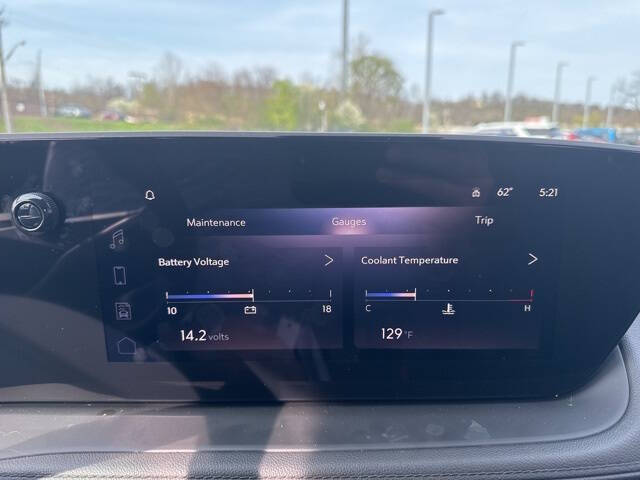 62° 5:21
Maintenance Gauges Trip
Battery Voltage > Coolant Temperature >
10 18 C H
14.2 volts 129 °F